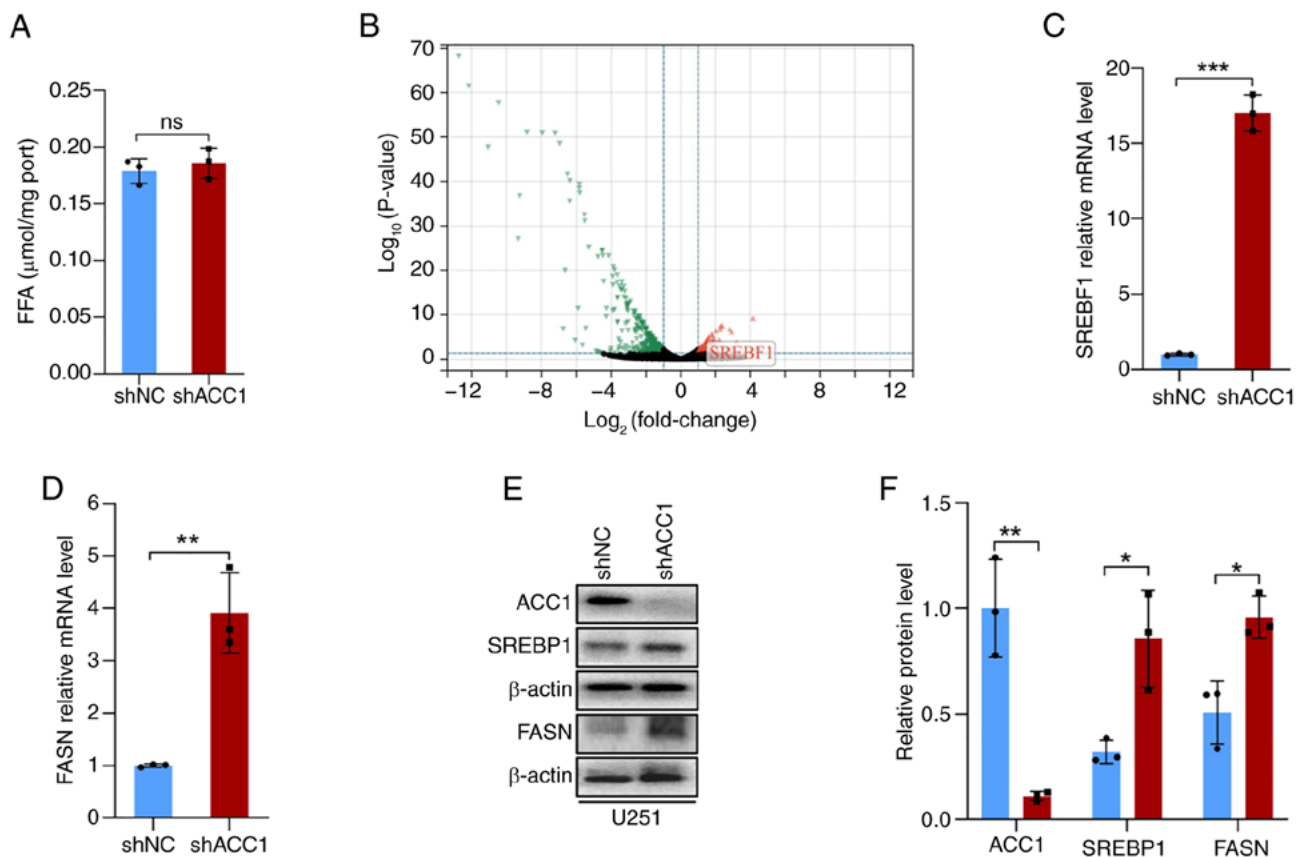 A
FFA (μmol/mg port)
0.25
0.20
0.15
0.10
0.05
0.00
ns
shNC shACC1
B
Log10 (P-value)
70
60
50
40
30
20
10
0
SREBF1
−12 −8 −4 0 4 8 12
Log2 (fold-change)
C
SREBF1 relative mRNA level
20
15
10
5
0
***
shNC shACC1
D
FASN relative mRNA level
6
5
4
3
2
1
0
**
shNC shACC1
E
shNC
shACC1
ACC1
SREBP1
β-actin
FASN
β-actin
U251
F
Relative protein level
1.5
1.0
0.5
0.0
**
*
*
ACC1 SREBP1 FASN